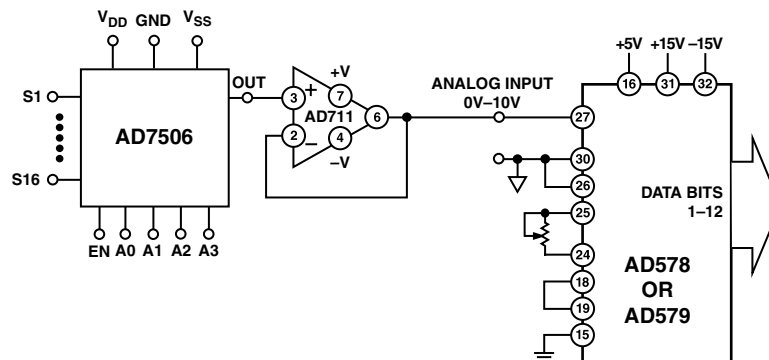 V_DD GND V_SS
+5V +15V –15V
16 31 32
S1
S16
AD7506
EN A0 A1 A2 A3
OUT
3
+
2
–
+V
7
AD711
4
–V
6
ANALOG INPUT
0V–10V
27
30
26
25
24
18
19
15
DATA BITS
1–12
AD578
OR
AD579